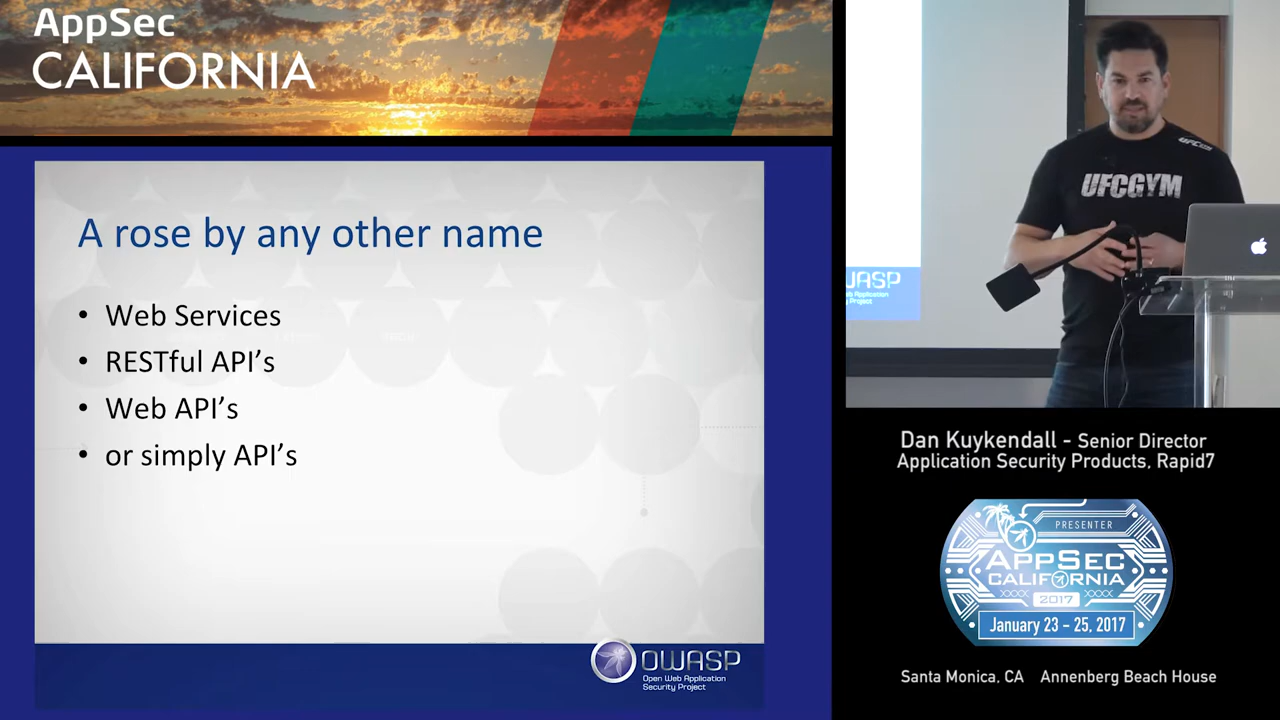 AppSec
CALIFORNIA
A rose by any other name
• Web Services
• RESTful API’s
• Web API’s
• or simply API’s
OWASP
Open Web Application
Security Project
UFCGYM
Dan Kuykendall - Senior Director
Application Security Products, Rapid7
PRESENTER
APPSEC
CALIFORNIA
2017
January 23 - 25, 2017
Santa Monica, CA Annenberg Beach House